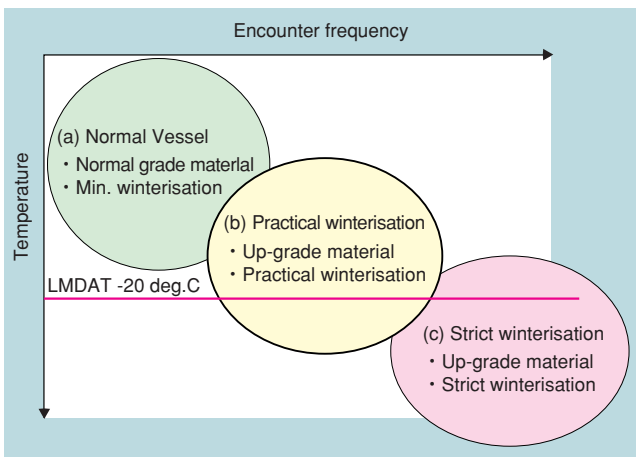 Encounter frequency
Temperature
(a) Normal Vessel
・Normal grade materlal
・Min. winterisation
(b) Practical winterisation
・Up-grade material
・Practical winterisation
LMDAT -20 deg.C
(c) Strict winterisation
・Up-grade material
・Strict winterisation